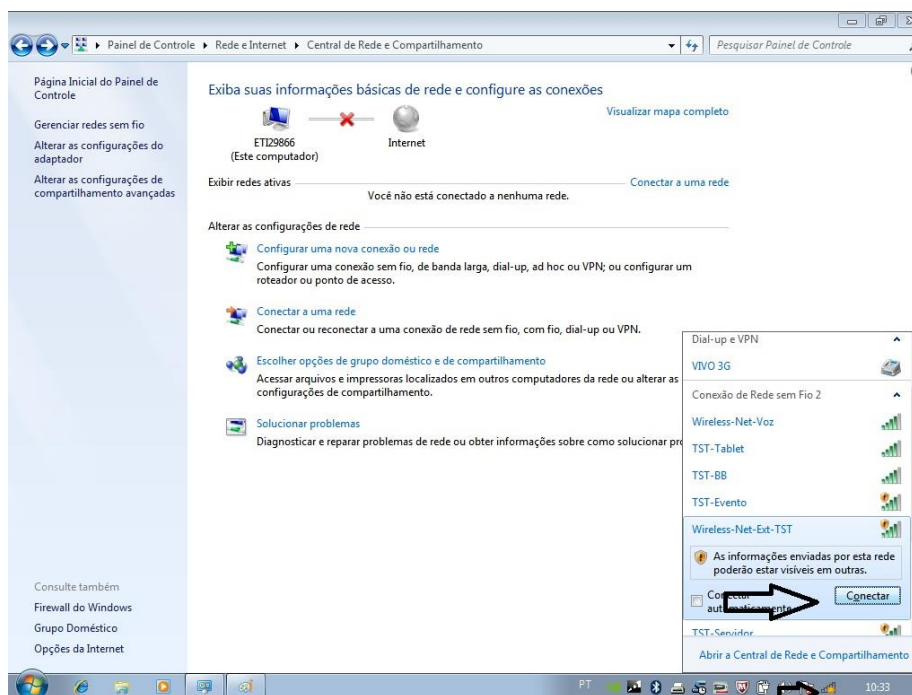 Painel de Controle ▸ Rede e Internet ▸ Central de Rede e Compartilhamento
Pesquisar Painel de Controle
Página Inicial do Painel de
Controle
Gerenciar redes sem fio
Alterar as configurações do
adaptador
Alterar as configurações de
compartilhamento avançadas
Exiba suas informações básicas de rede e configure as conexões
Visualizar mapa completo
ETI29866
(Este computador)
Internet
Exibir redes ativas
Conectar a uma rede
Você não está conectado a nenhuma rede.
Alterar as configurações de rede
Configurar uma nova conexão ou rede
Configurar uma conexão sem fio, de banda larga, dial-up, ad hoc ou VPN; ou configurar um
roteador ou ponto de acesso.
Conectar a uma rede
Conectar ou reconectar a uma conexão de rede sem fio, com fio, dial-up ou VPN.
Escolher opções de grupo doméstico e de compartilhamento
Acessar arquivos e impressoras localizados em outros computadores da rede ou alterar as
configurações de compartilhamento.
Solucionar problemas
Diagnosticar e reparar problemas de rede ou obter informações sobre como solucionar
Consulte também
Firewall do Windows
Grupo Doméstico
Opções da Internet
Dial-up e VPN
VIVO 3G
Conexão de Rede sem Fio 2
Wireless-Net-Voz
TST-Tablet
TST-BB
TST-Evento
Wireless-Net-Ext-TST
As informações enviadas por esta rede
poderão estar visíveis em outras.
Conectar
automaticamente
Conectar
TST-Servidor
Abrir a Central de Rede e Compartilhamento
PT
10:33